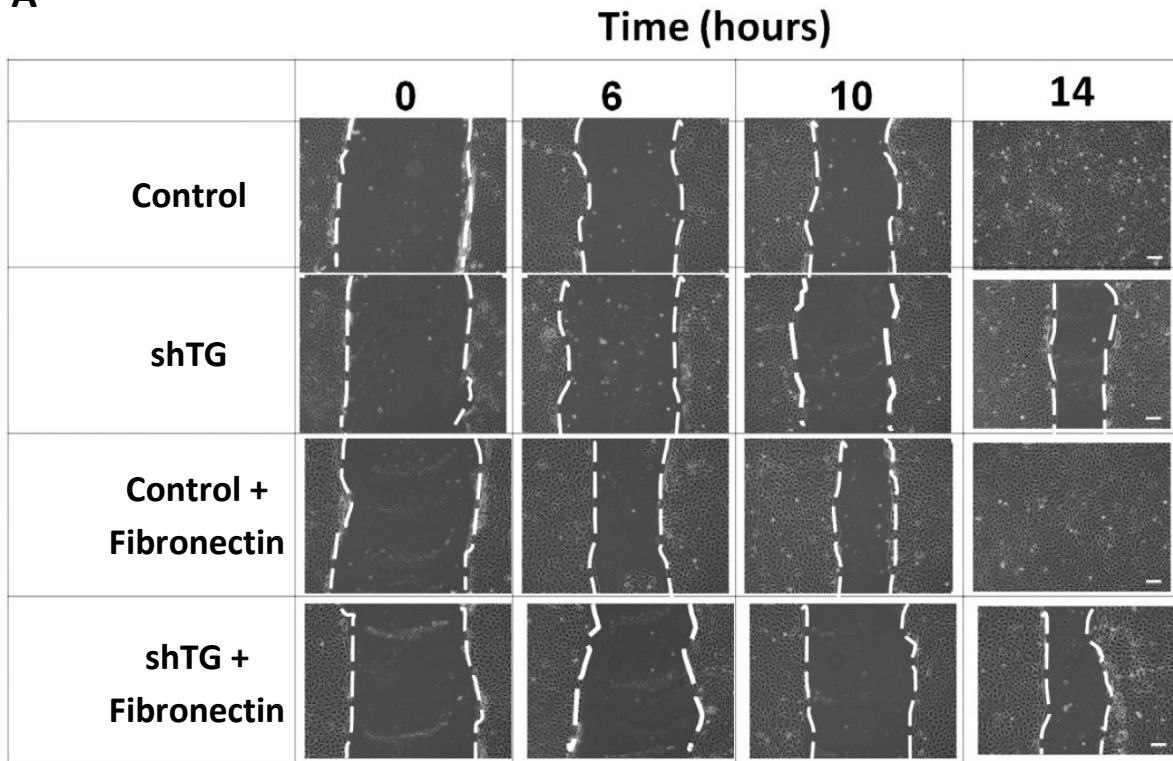 A
Time (hours)
0 6 10 14
Control
shTG
Control +
Fibronectin
shTG +
Fibronectin